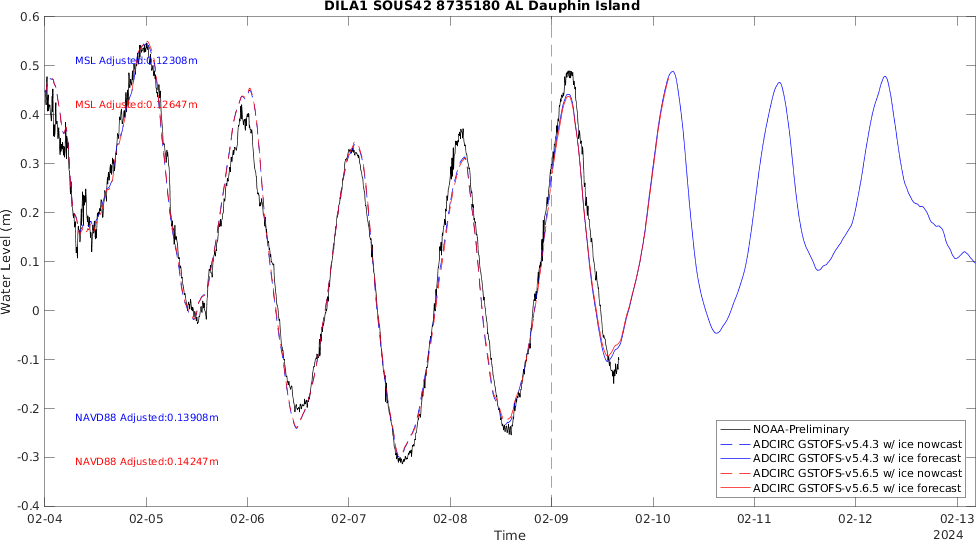 DILA1 SOUS42 8735180 AL Dauphin Island
0.6
0.5
0.4
0.3
0.2
0.1
0
-0.1
-0.2
-0.3
-0.4
Water Level (m)
MSL Adjusted:0.12308m
MSL Adjusted:0.12647m
NAVD88 Adjusted:0.13908m
NAVD88 Adjusted:0.14247m
NOAA-Preliminary
ADCIRC GSTOFS-v5.4.3 w/ ice nowcast
ADCIRC GSTOFS-v5.4.3 w/ ice forecast
ADCIRC GSTOFS-v5.6.5 w/ ice nowcast
ADCIRC GSTOFS-v5.6.5 w/ ice forecast
02-04 02-05 02-06 02-07 02-08 02-09 02-10 02-11 02-12 02-13
Time
2024